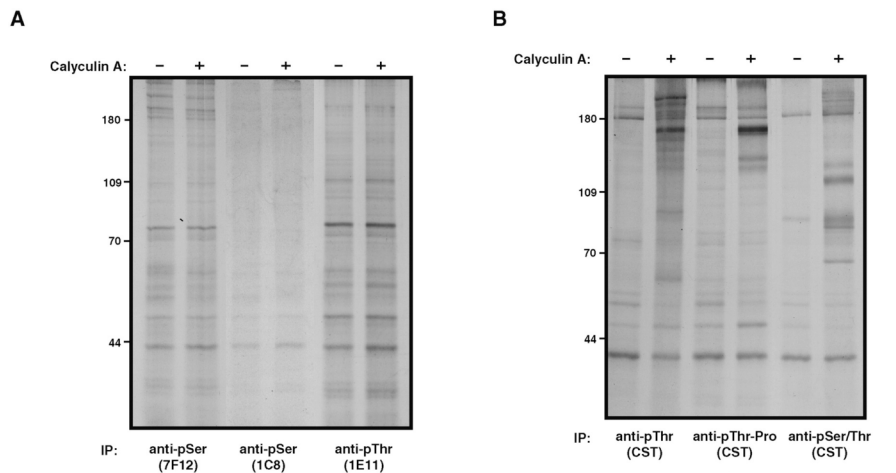 A
Calyculin A: – + – + – +
180
109
70
44
IP: anti-pSer anti-pSer anti-pThr
(7F12) (1C8) (1E11)
B
Calyculin A: – + – + – +
180
109
70
44
IP: anti-pThr anti-pThr-Pro anti-pSer/Thr
(CST) (CST) (CST)